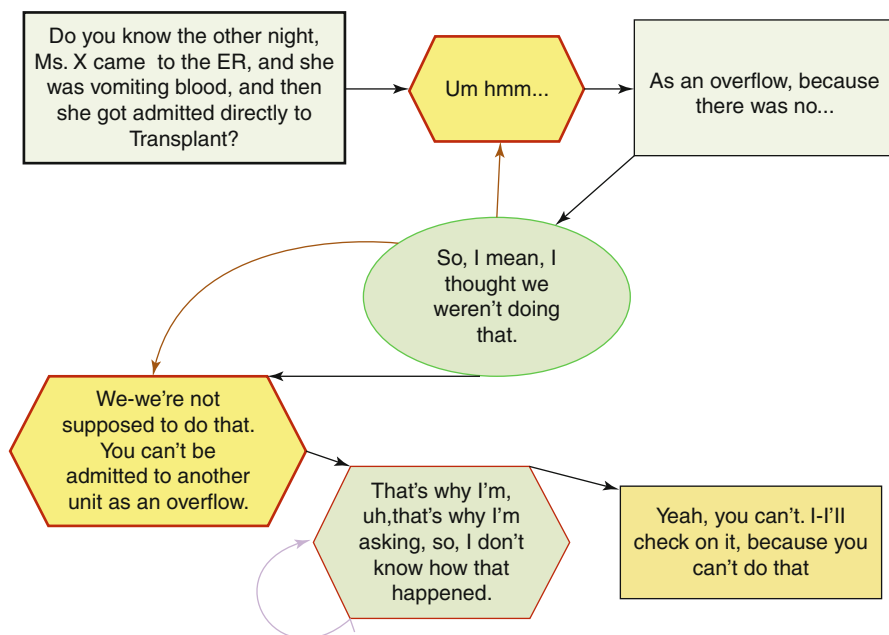 Do you know the other night,
Ms. X came to the ER, and she
was vomiting blood, and then
she got admitted directly to
Transplant?
Um hmm...
As an overflow, because
there was no...
So, I mean, I
thought we
weren't doing
that.
We-we're not
supposed to do that.
You can't be
admitted to another
unit as an overflow.
That's why I'm,
uh,that's why I'm
asking, so, I don't
know how that
happened.
Yeah, you can't. I-I'll
check on it, because you
can't do that